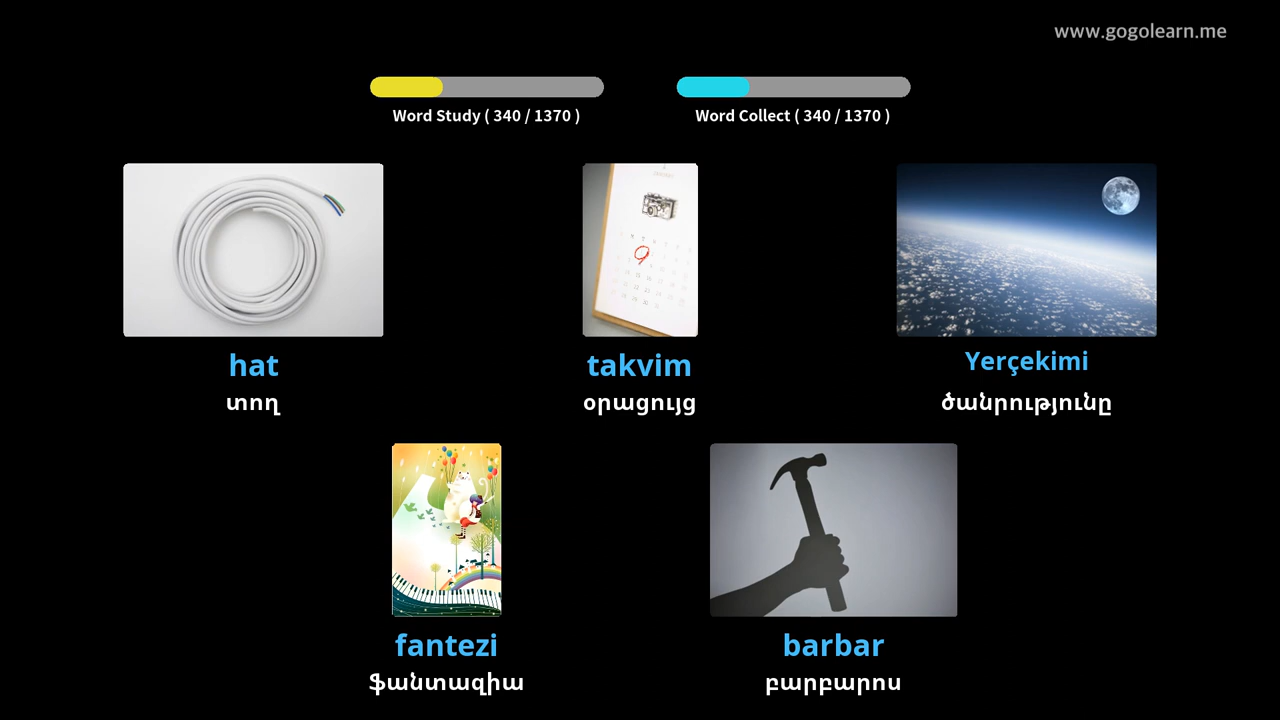 www.gogolearn.me
Word Study ( 340 / 1370 )
Word Collect ( 340 / 1370 )
hat
takvim
Yerçekimi
տող
օրացույց
ծանրությունը
fantezi
barbar
ֆանտազիա
բարբարոս